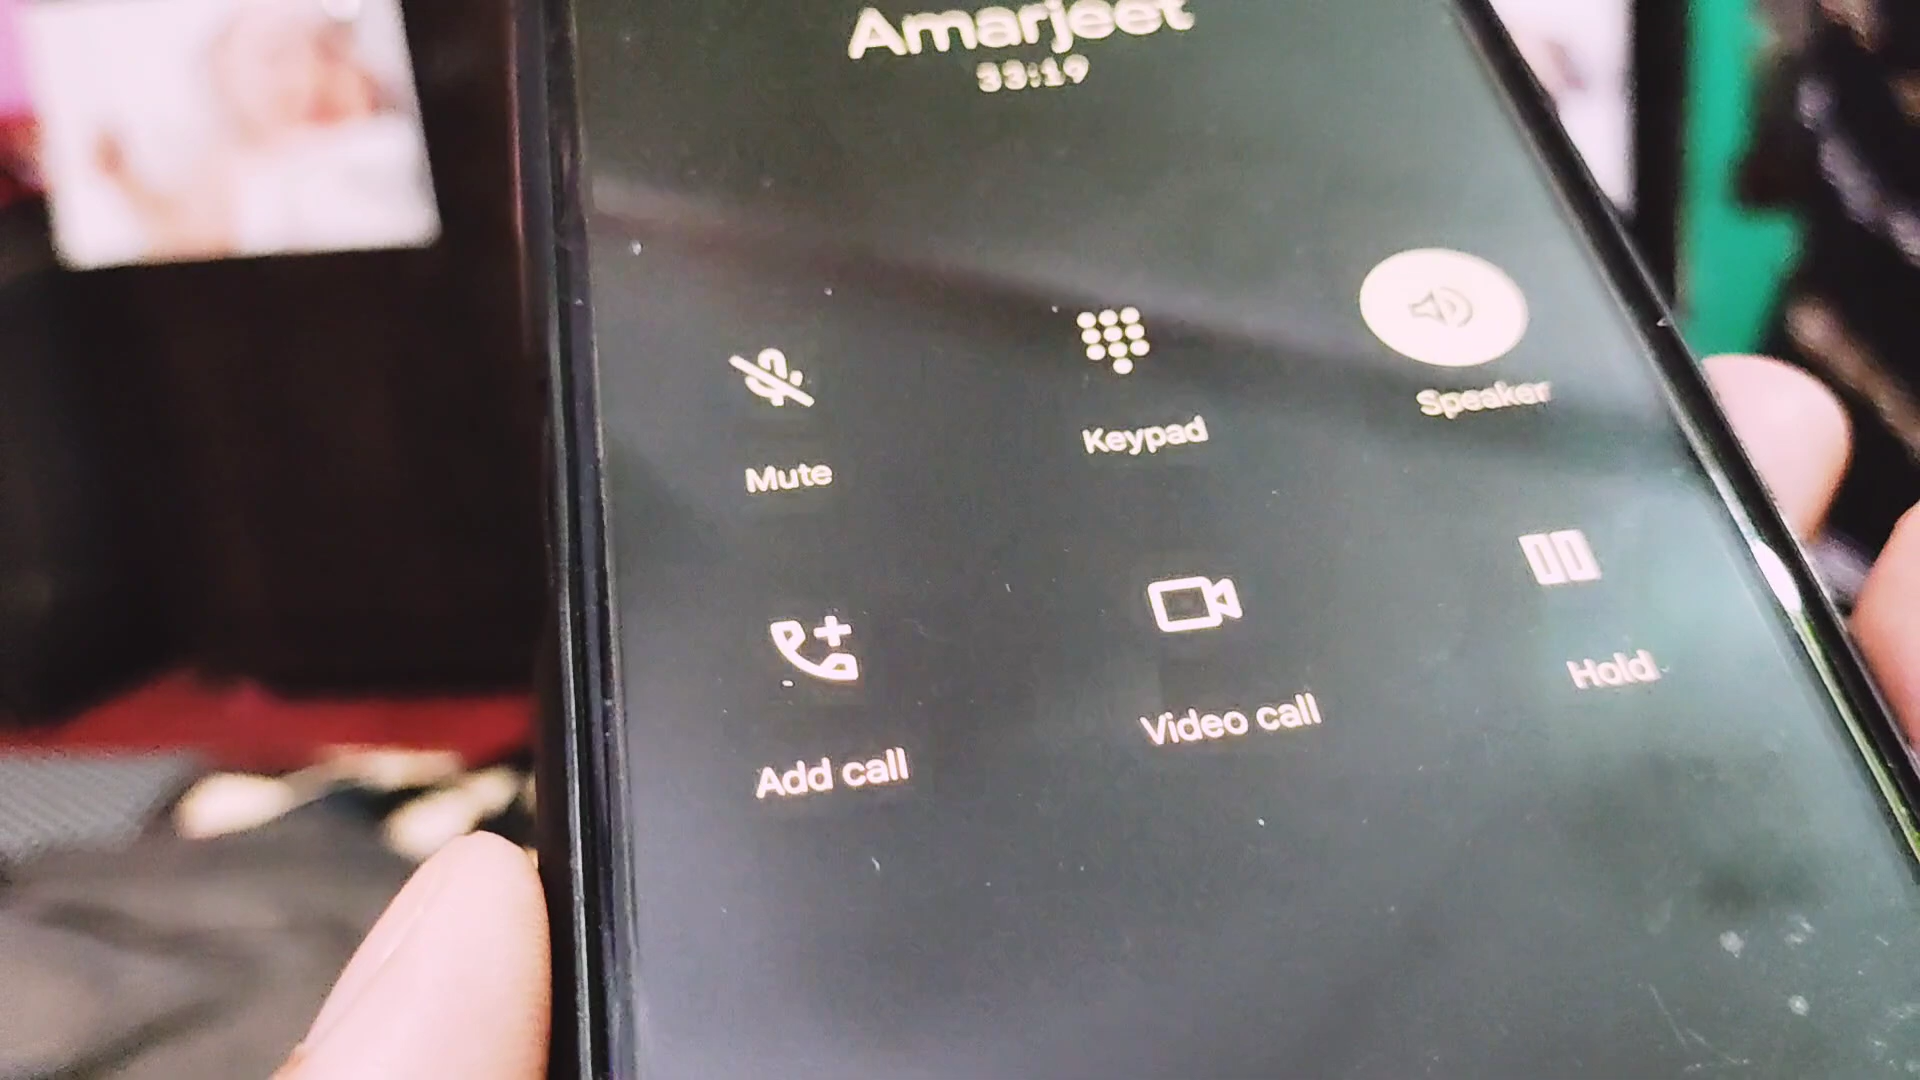 Amarjeet
33:19
Mute
Keypad
Speaker
Add call
Video call
Hold